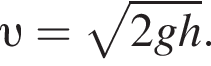 υ = √2gh.